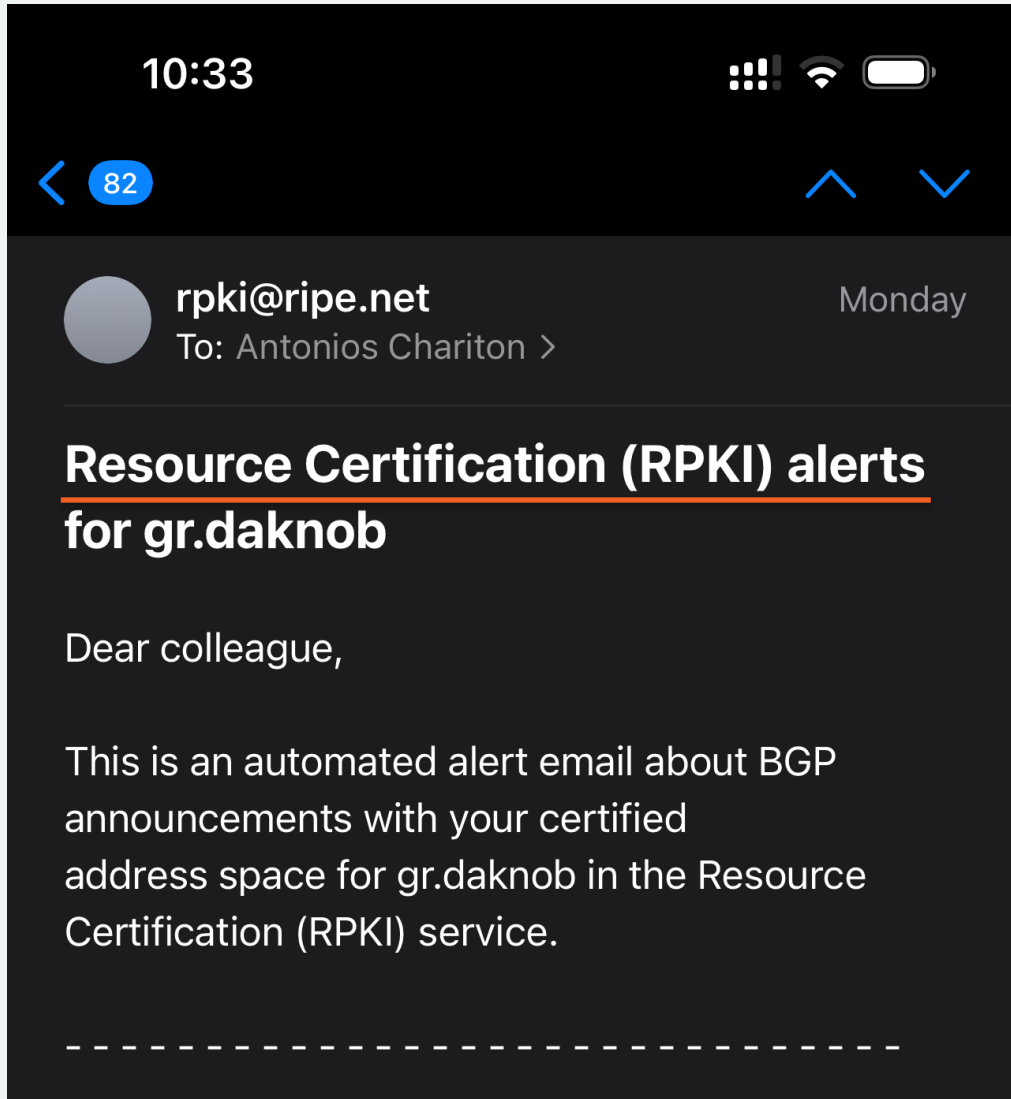 10:33
82
rpki@ripe.net
Monday
To: Antonios Chariton
Resource Certification (RPKI) alerts
for gr.daknob
Dear colleague,
This is an automated alert email about BGP
announcements with your certified
address space for gr.daknob in the Resource
Certification (RPKI) service.
- - - - - - - - - - - - - - - - - - - - - - - - - - - - - -